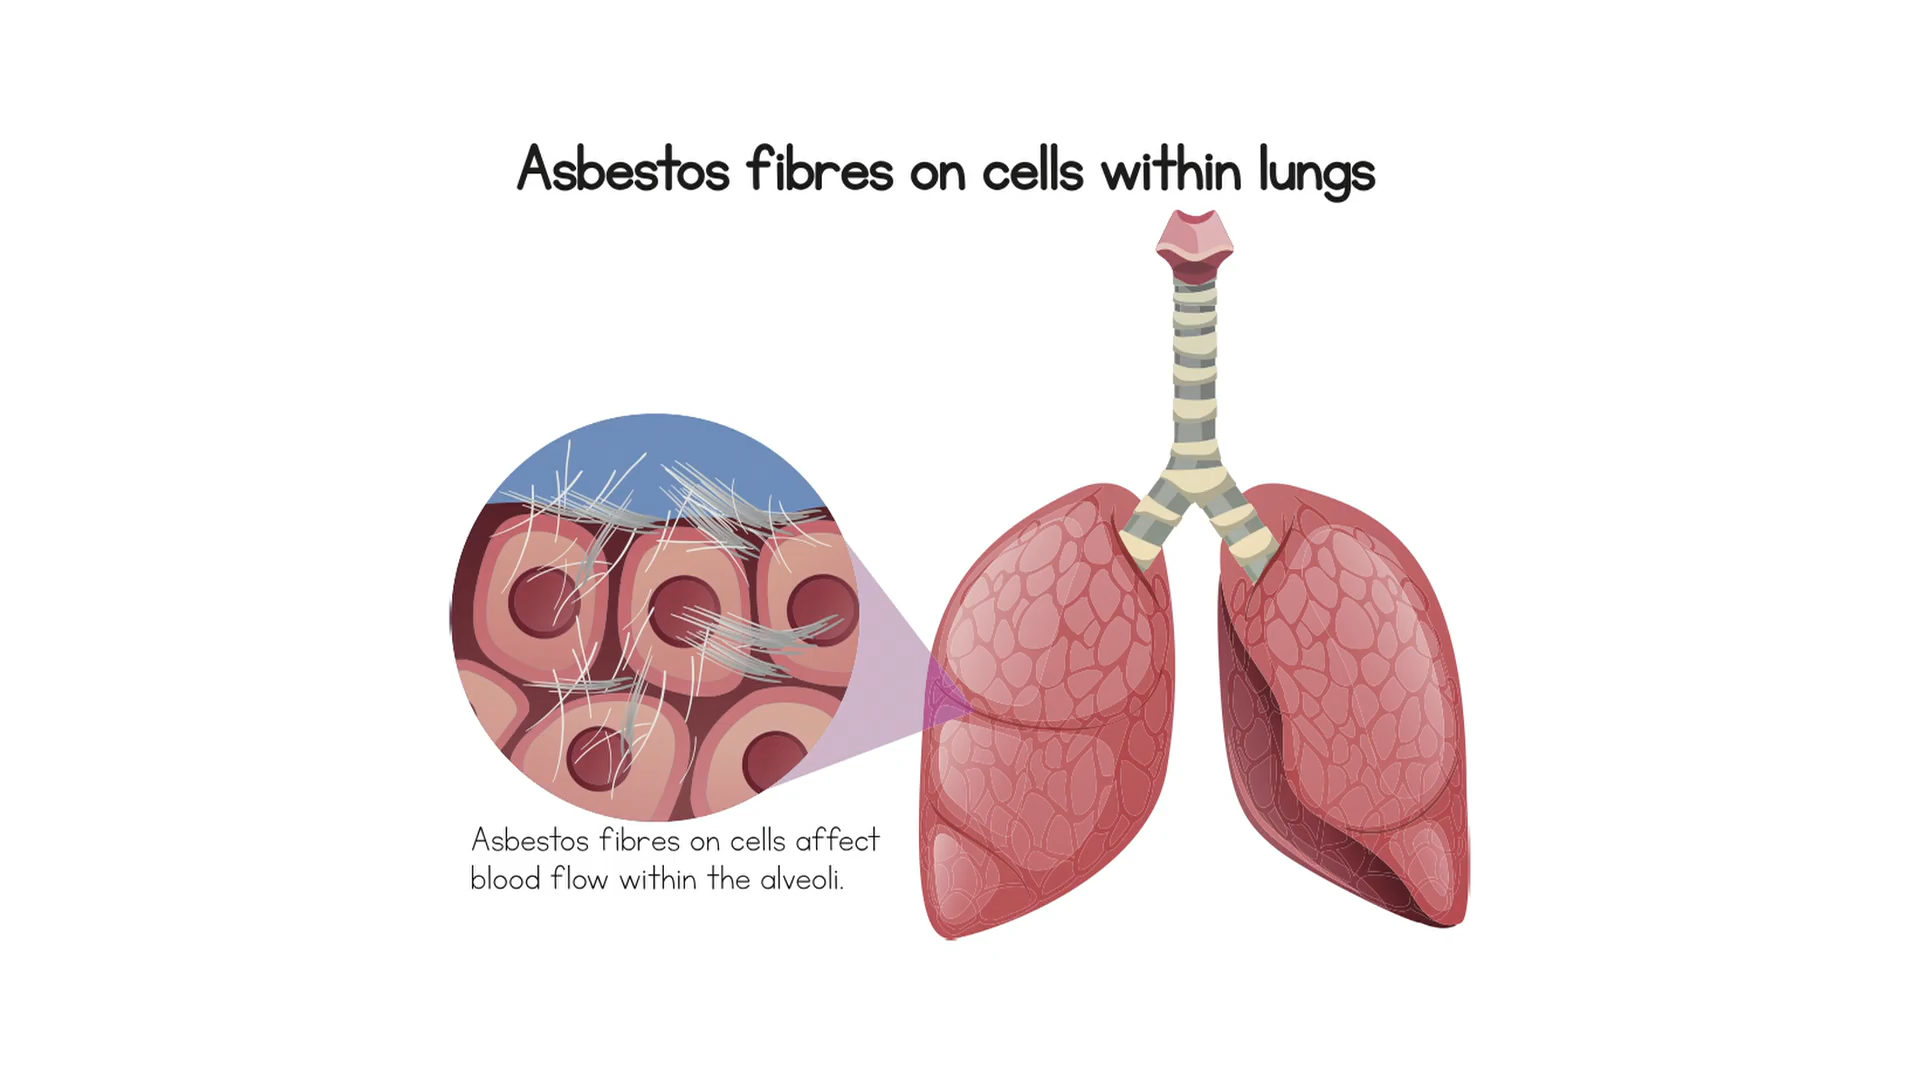 Asbestos fibres on cells within lungs
Asbestos fibres on cells affect
blood flow within the alveoli.